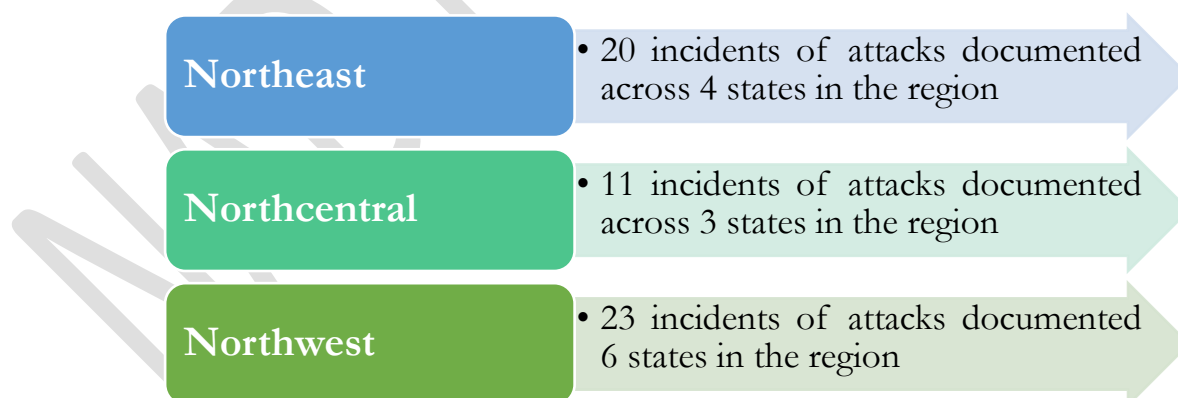 Northeast
• 20 incidents of attacks documented
across 4 states in the region
Northcentral
• 11 incidents of attacks documented
across 3 states in the region
Northwest
• 23 incidents of attacks documented
6 states in the region